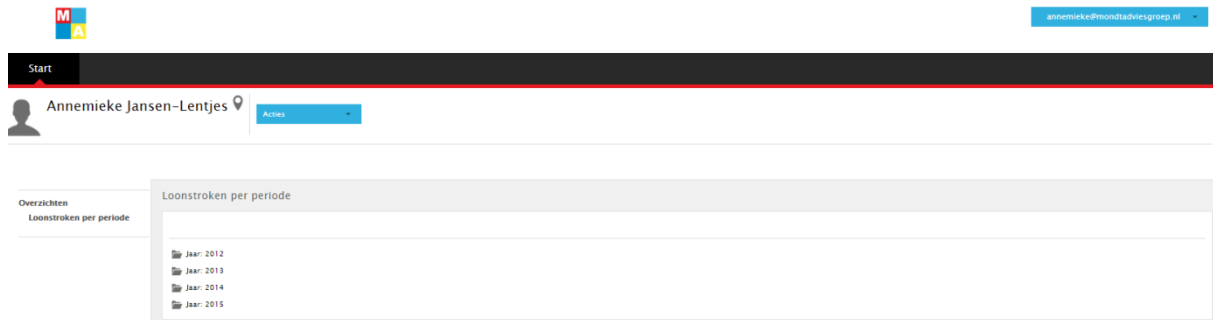 M
A
annemieke@mondtadviesgroep.nl
Start
Annemieke Jansen-Lentjes
Acties
Overzichten
Loonstroken per periode
Loonstroken per periode
Jaar: 2012
Jaar: 2013
Jaar: 2014
Jaar: 2015